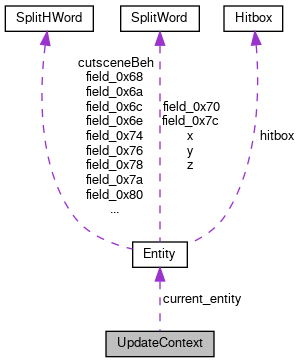 SplitHWord
SplitWord
Hitbox
cutsceneBeh
field_0x68
field_0x6a
field_0x6c
field_0x6e
field_0x74
field_0x76
field_0x78
field_0x7a
field_0x80
...
field_0x70
field_0x7c
x
y
z
hitbox
Entity
current_entity
UpdateContext